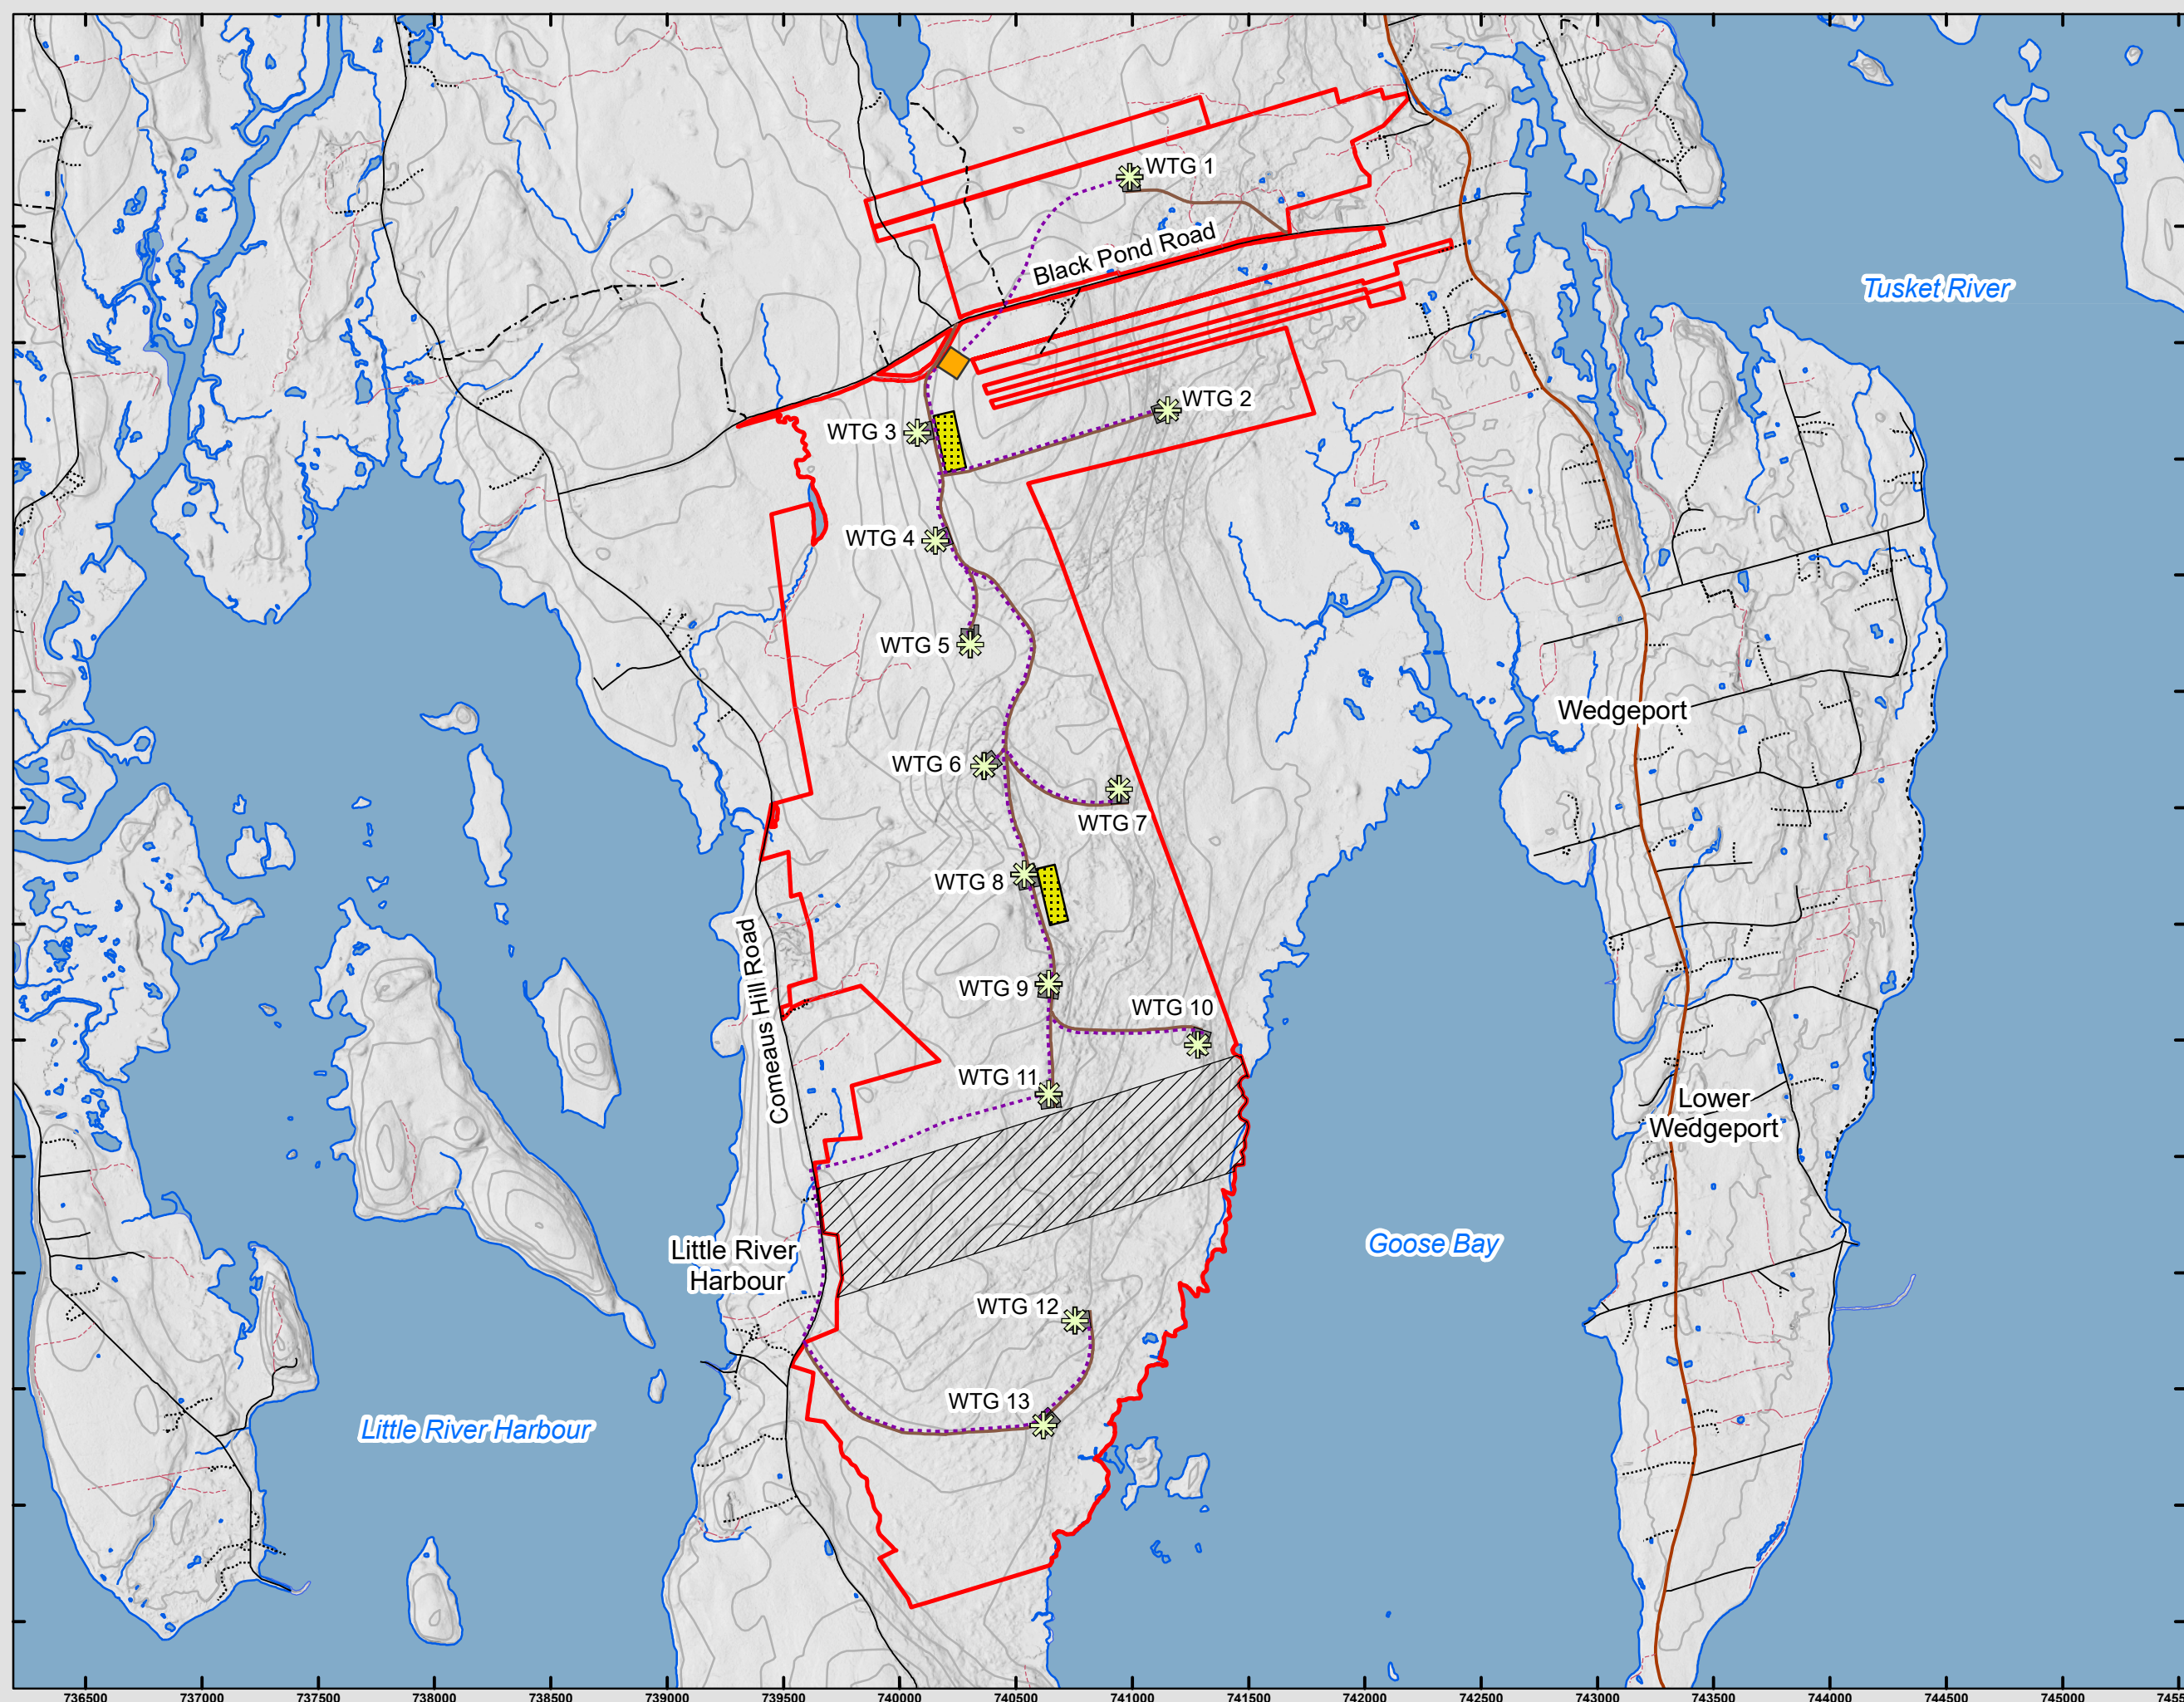 WTG 1
Black Pond Road
Tusket River
WTG 2
WTG 3
WTG 4
WTG 5
Wedgeport
WTG 6
WTG 7
WTG 8
Comeaus Hill Road
WTG 9
WTG 10
WTG 11
Lower
Wedgeport
Little River
Harbour
Goose Bay
WTG 12
WTG 13
Little River Harbour
736500 737000 737500 738000 738500 739000 739500 740000 740500 741000 741500 742000 742500 743000 743500 744000 744500 745000